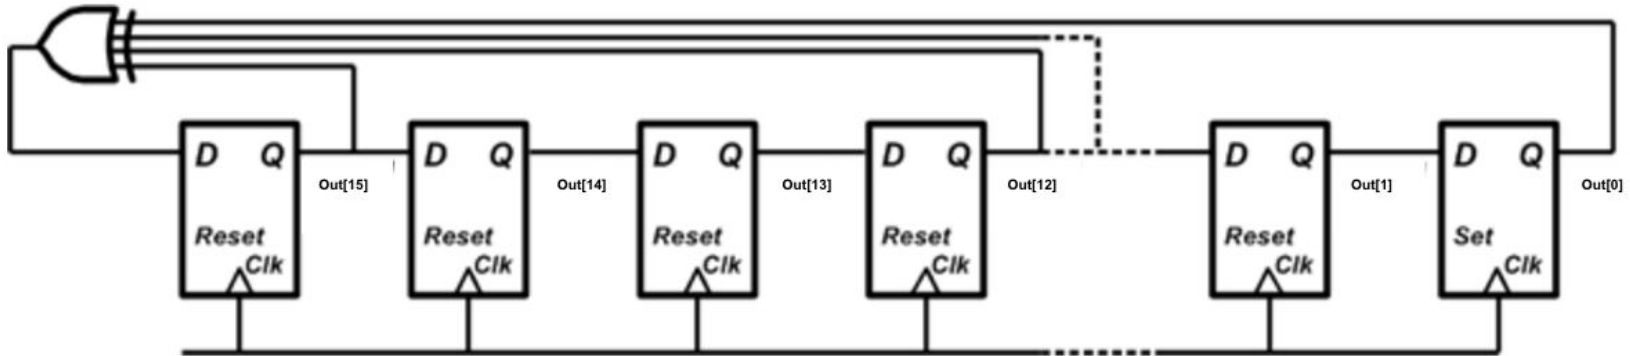 D Q D Q D Q D Q D Q D Q
Out[15] Out[14] Out[13] Out[12] Out[1] Out[0]
Reset Reset Reset Reset Reset Set
Clk Clk Clk Clk Clk Clk